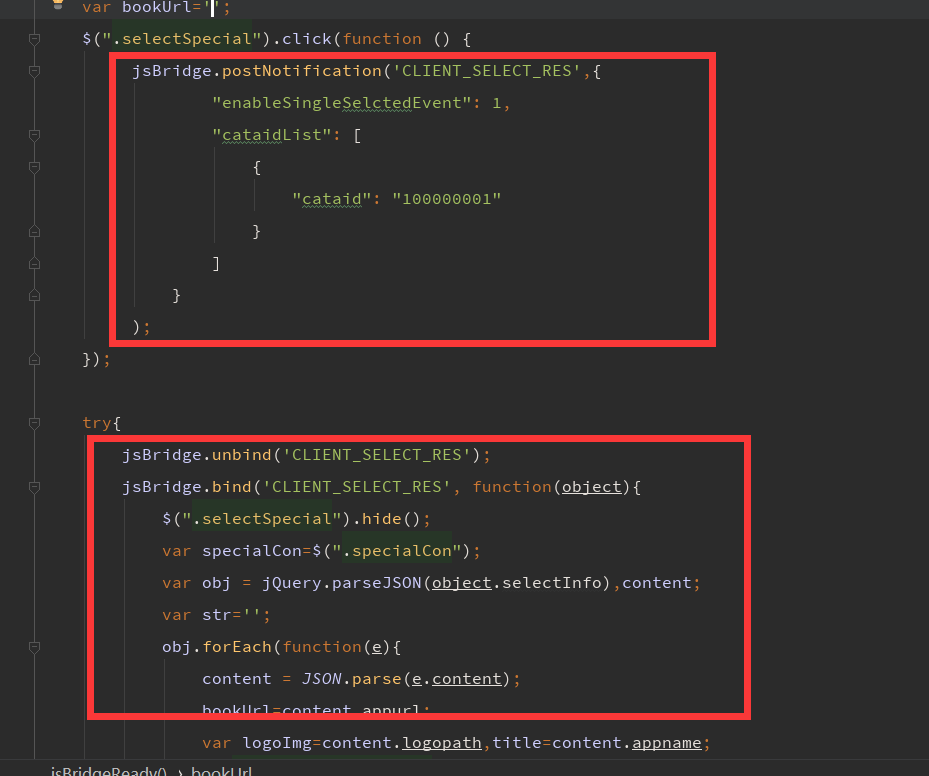 var bookUrl='';
$(".selectSpecial").click(function () {
jsBridge.postNotification('CLIENT_SELECT_RES',{
"enableSingleSelctedEvent": 1,
"cataidList": [
{
"cataid": "100000001"
}
]
}
);
});
try{
jsBridge.unbind('CLIENT_SELECT_RES');
jsBridge.bind('CLIENT_SELECT_RES', function(object){
$(".selectSpecial").hide();
var specialCon=$(".specialCon");
var obj = jQuery.parseJSON(object.selectInfo),content;
var str='';
obj.forEach(function(e){
content = JSON.parse(e.content);
bookUrl=content.appurl;
var logoImg=content.logopath,title=content.appname;
jsBridgeReady() › bookUrl